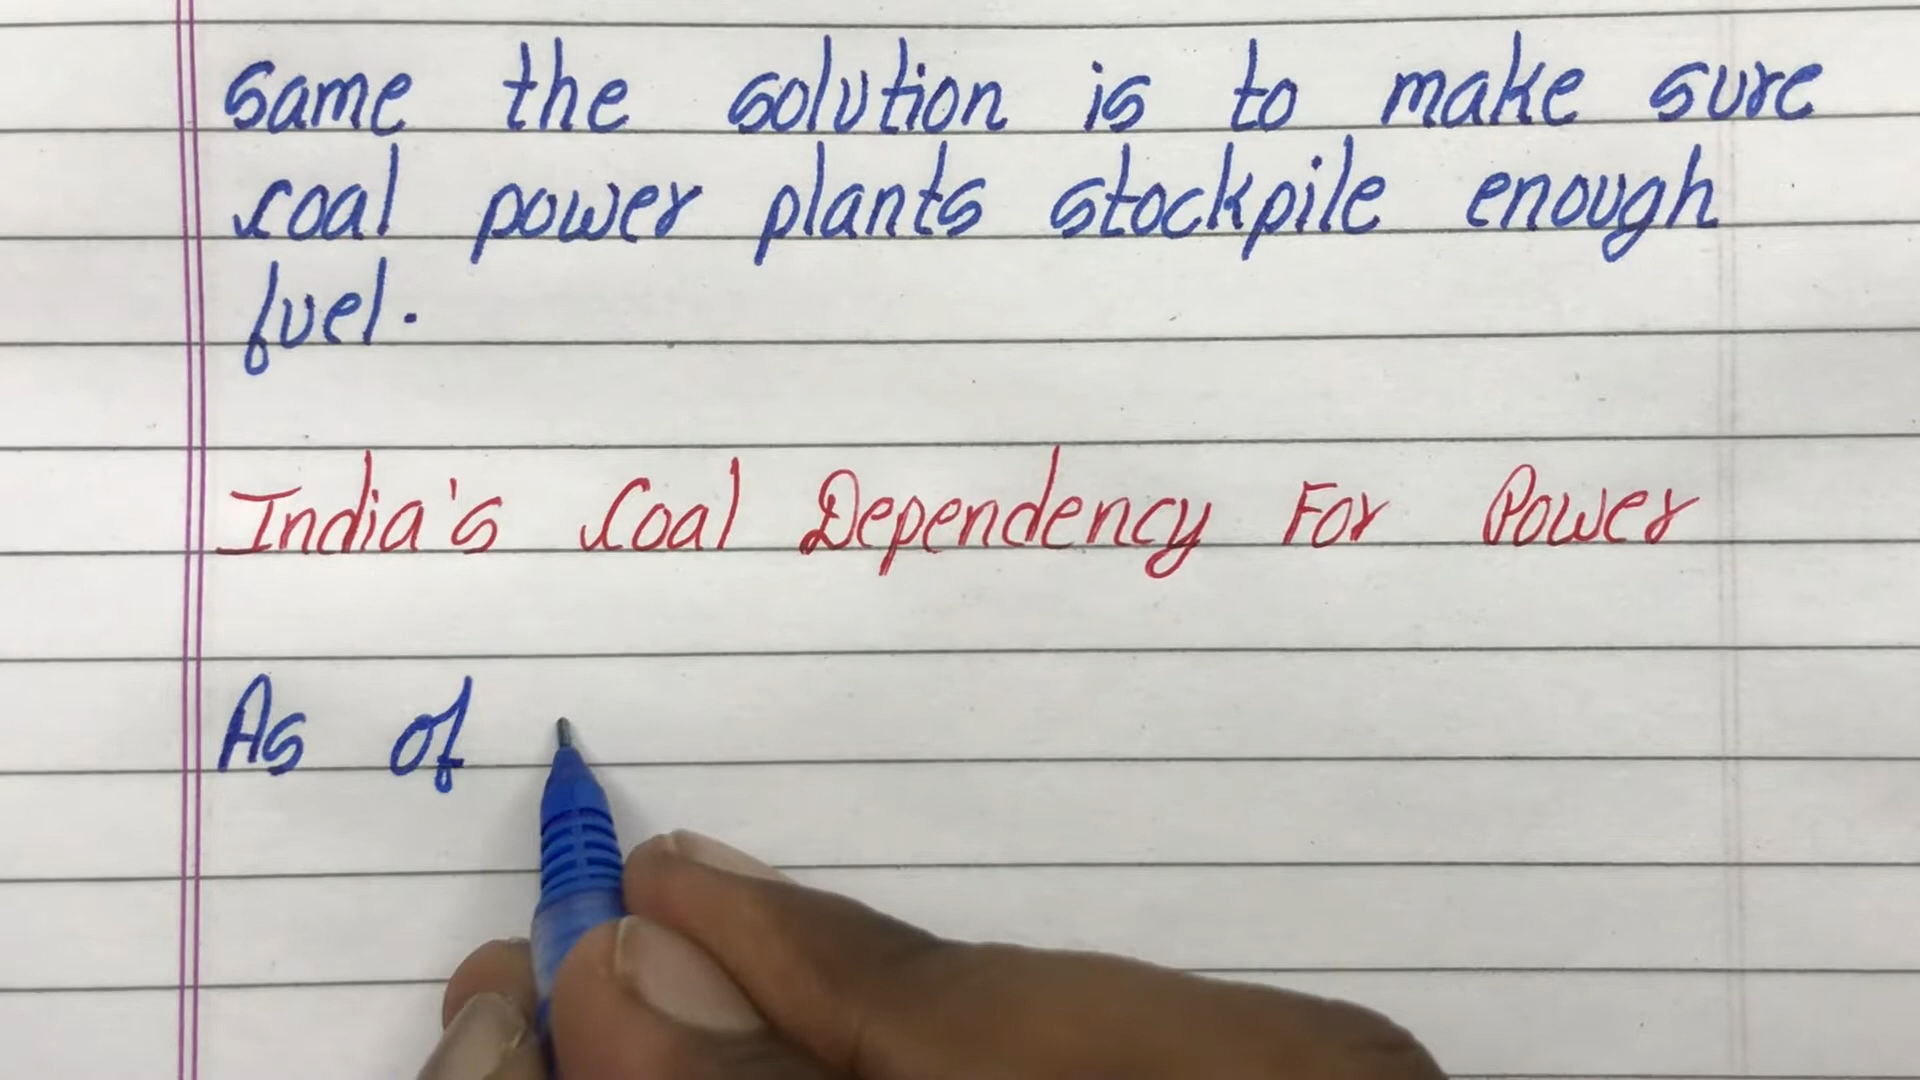 same the solution is to make sure
coal power plants stockpile enough
fuel.
India's Coal Dependency For Power
As of